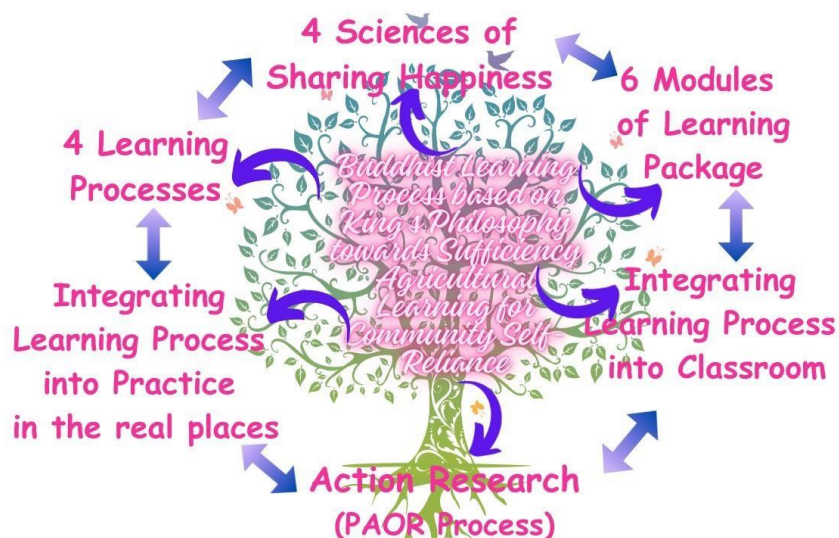 4 Sciences of
Sharing Happiness
6 Modules
of Learning
Package
4 Learning
Processes
Buddhist Learning
Process based on
King's Philosophy
towards Sufficiency
Agricultural
Learning for
Community Self-
Reliance
Integrating
Learning Process
into Practice
in the real places
Integrating
Learning Process
into Classroom
Action Research
(PAOR Process)